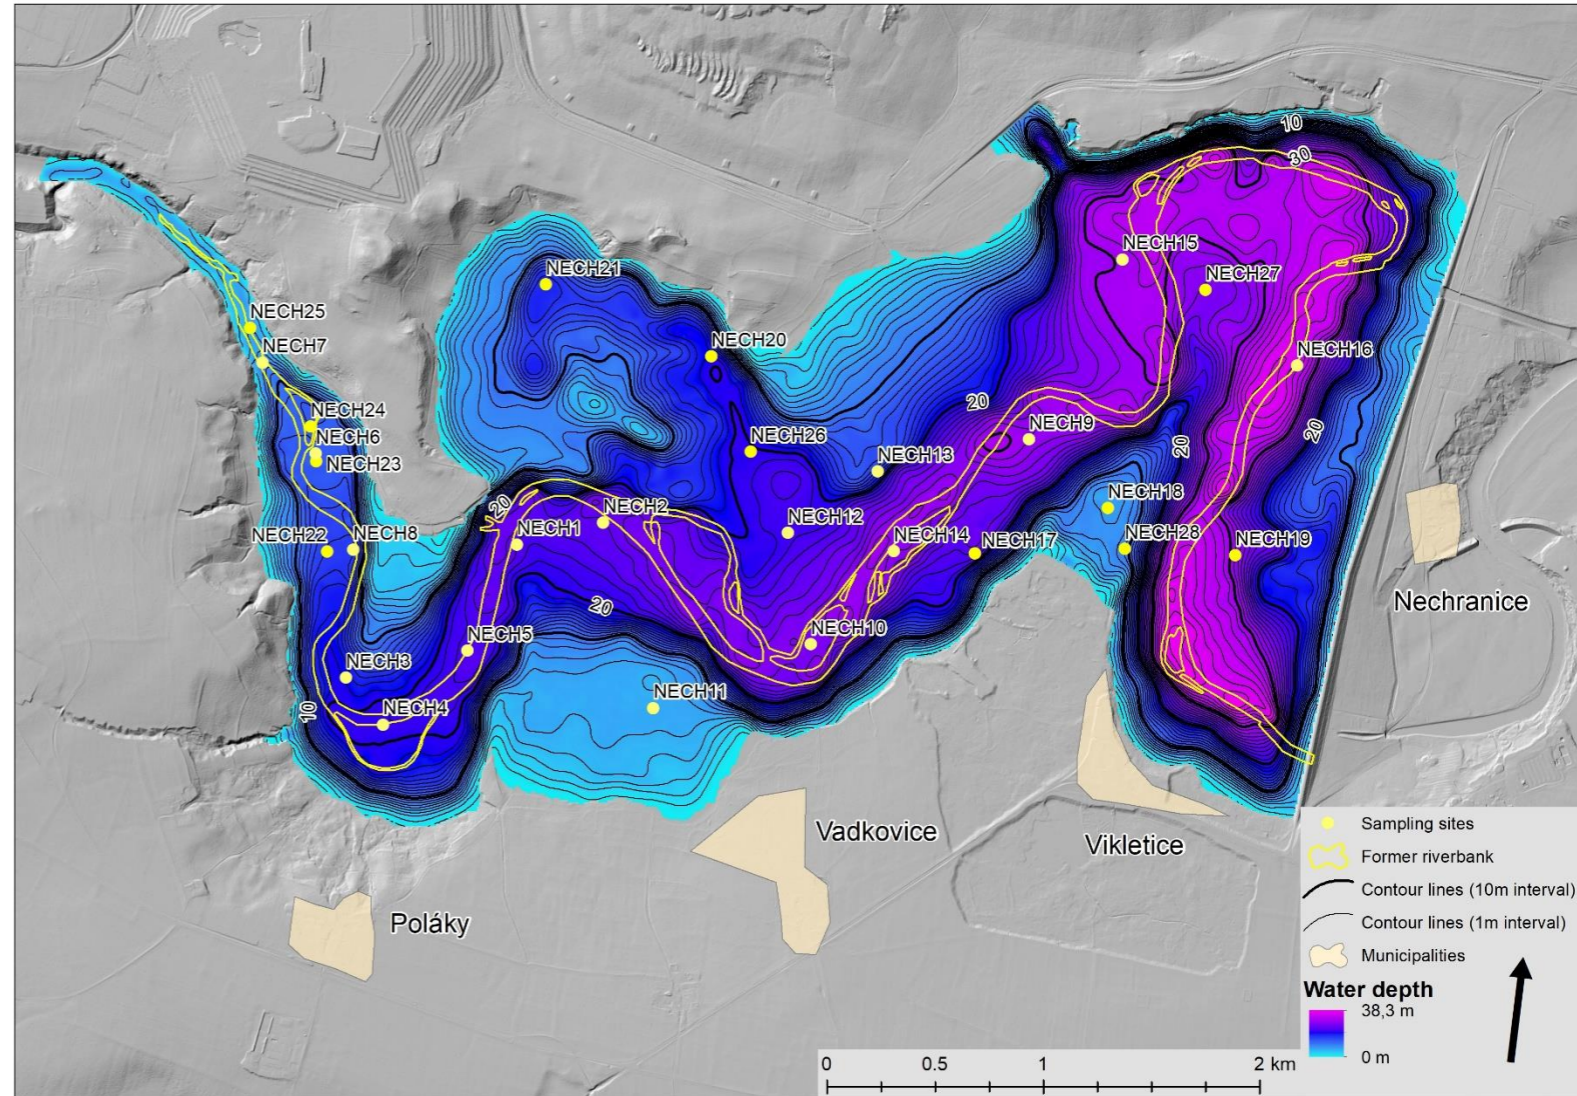 10
30
NECH15
NECH21
NECH27
NECH25
NECH20
NECH7
NECH16
20
NECH24
NECH9
20
NECH6
NECH26
20
NECH23
NECH13
20
NECH2
NECH18
NECH1
NECH12
NECH22
NECH8
NECH14
NECH17
NECH28
NECH19
20
Nechranice
NECH5
NECH10
NECH3
NECH11
10
NECH4
Vadkovice
Vikletice
Poláky
Sampling sites
Former riverbank
Contour lines (10m interval)
Contour lines (1m interval)
Municipalities
Water depth
38,3 m
0 m
0 0.5 1 2 km